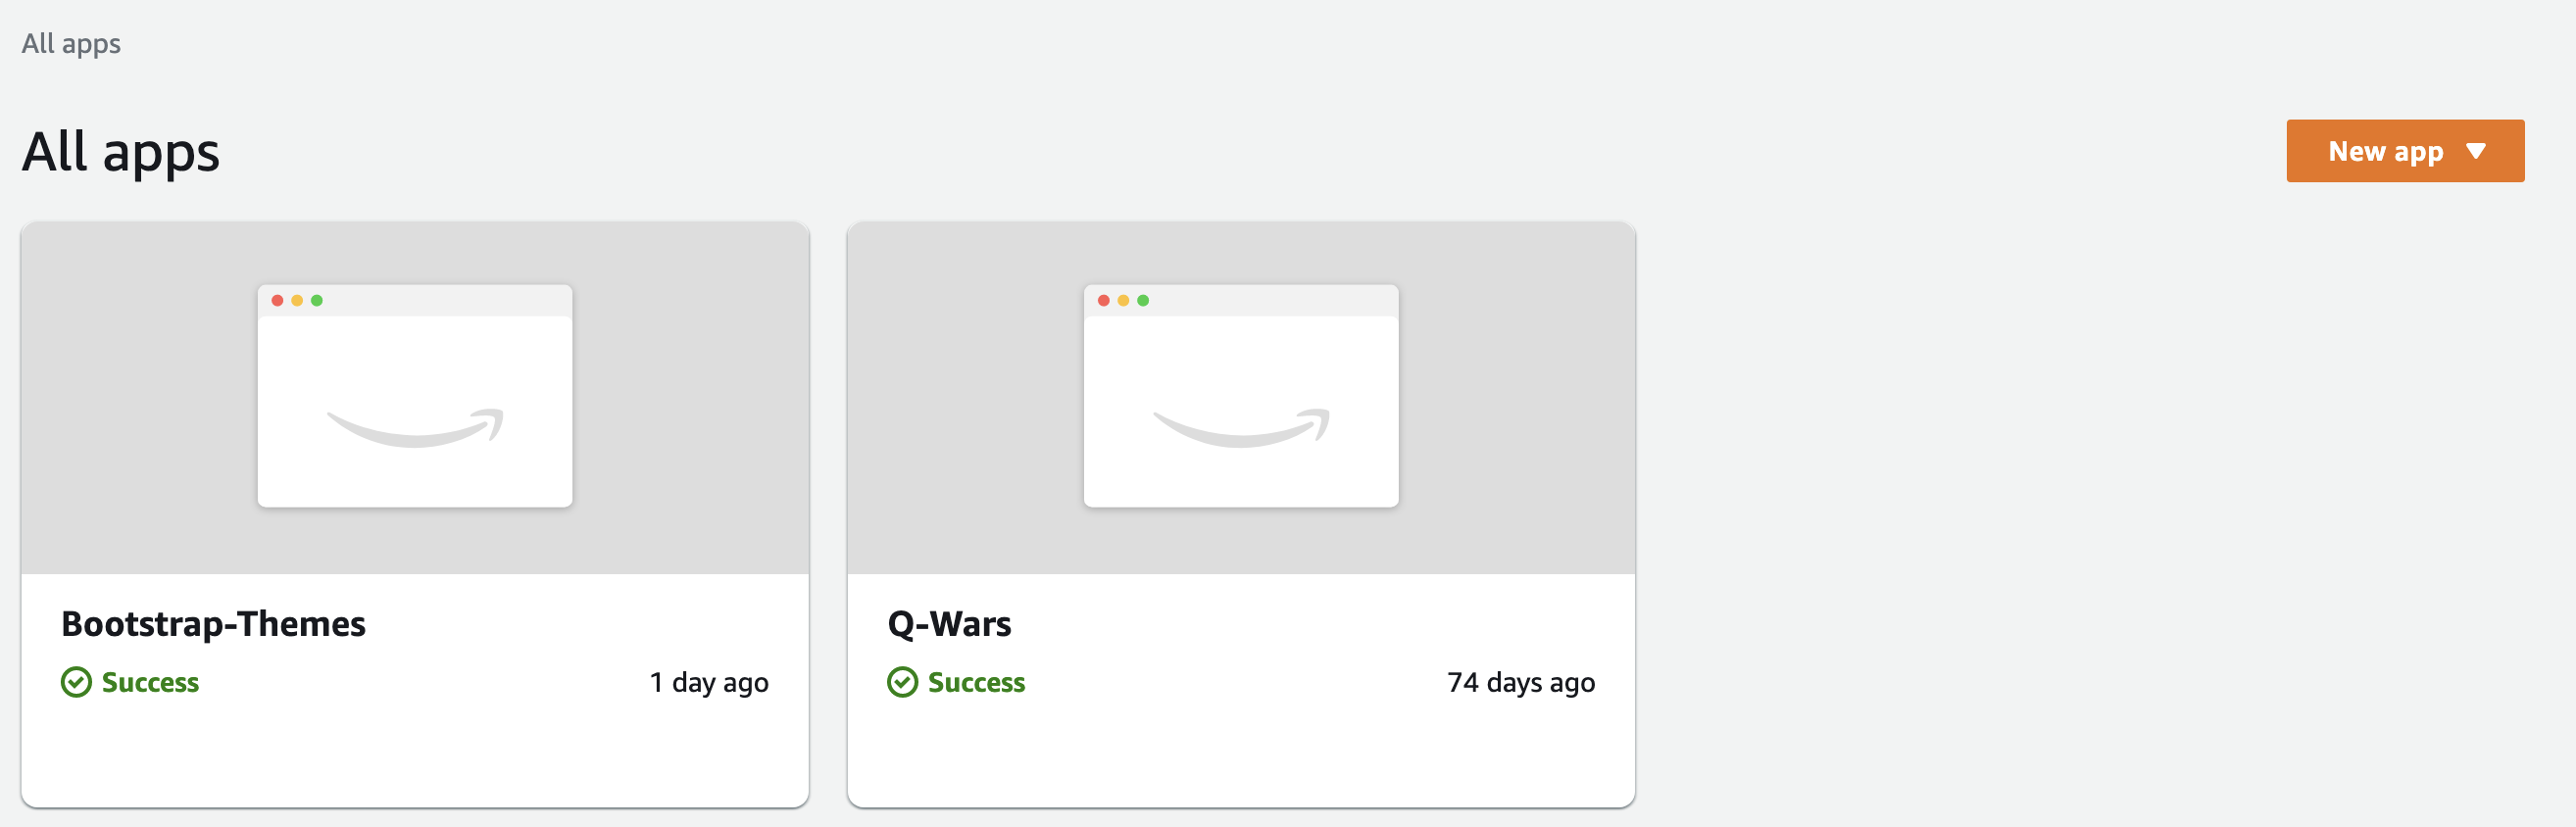 All apps
All apps
New app
Bootstrap-Themes
Success
1 day ago
Q-Wars
Success
74 days ago